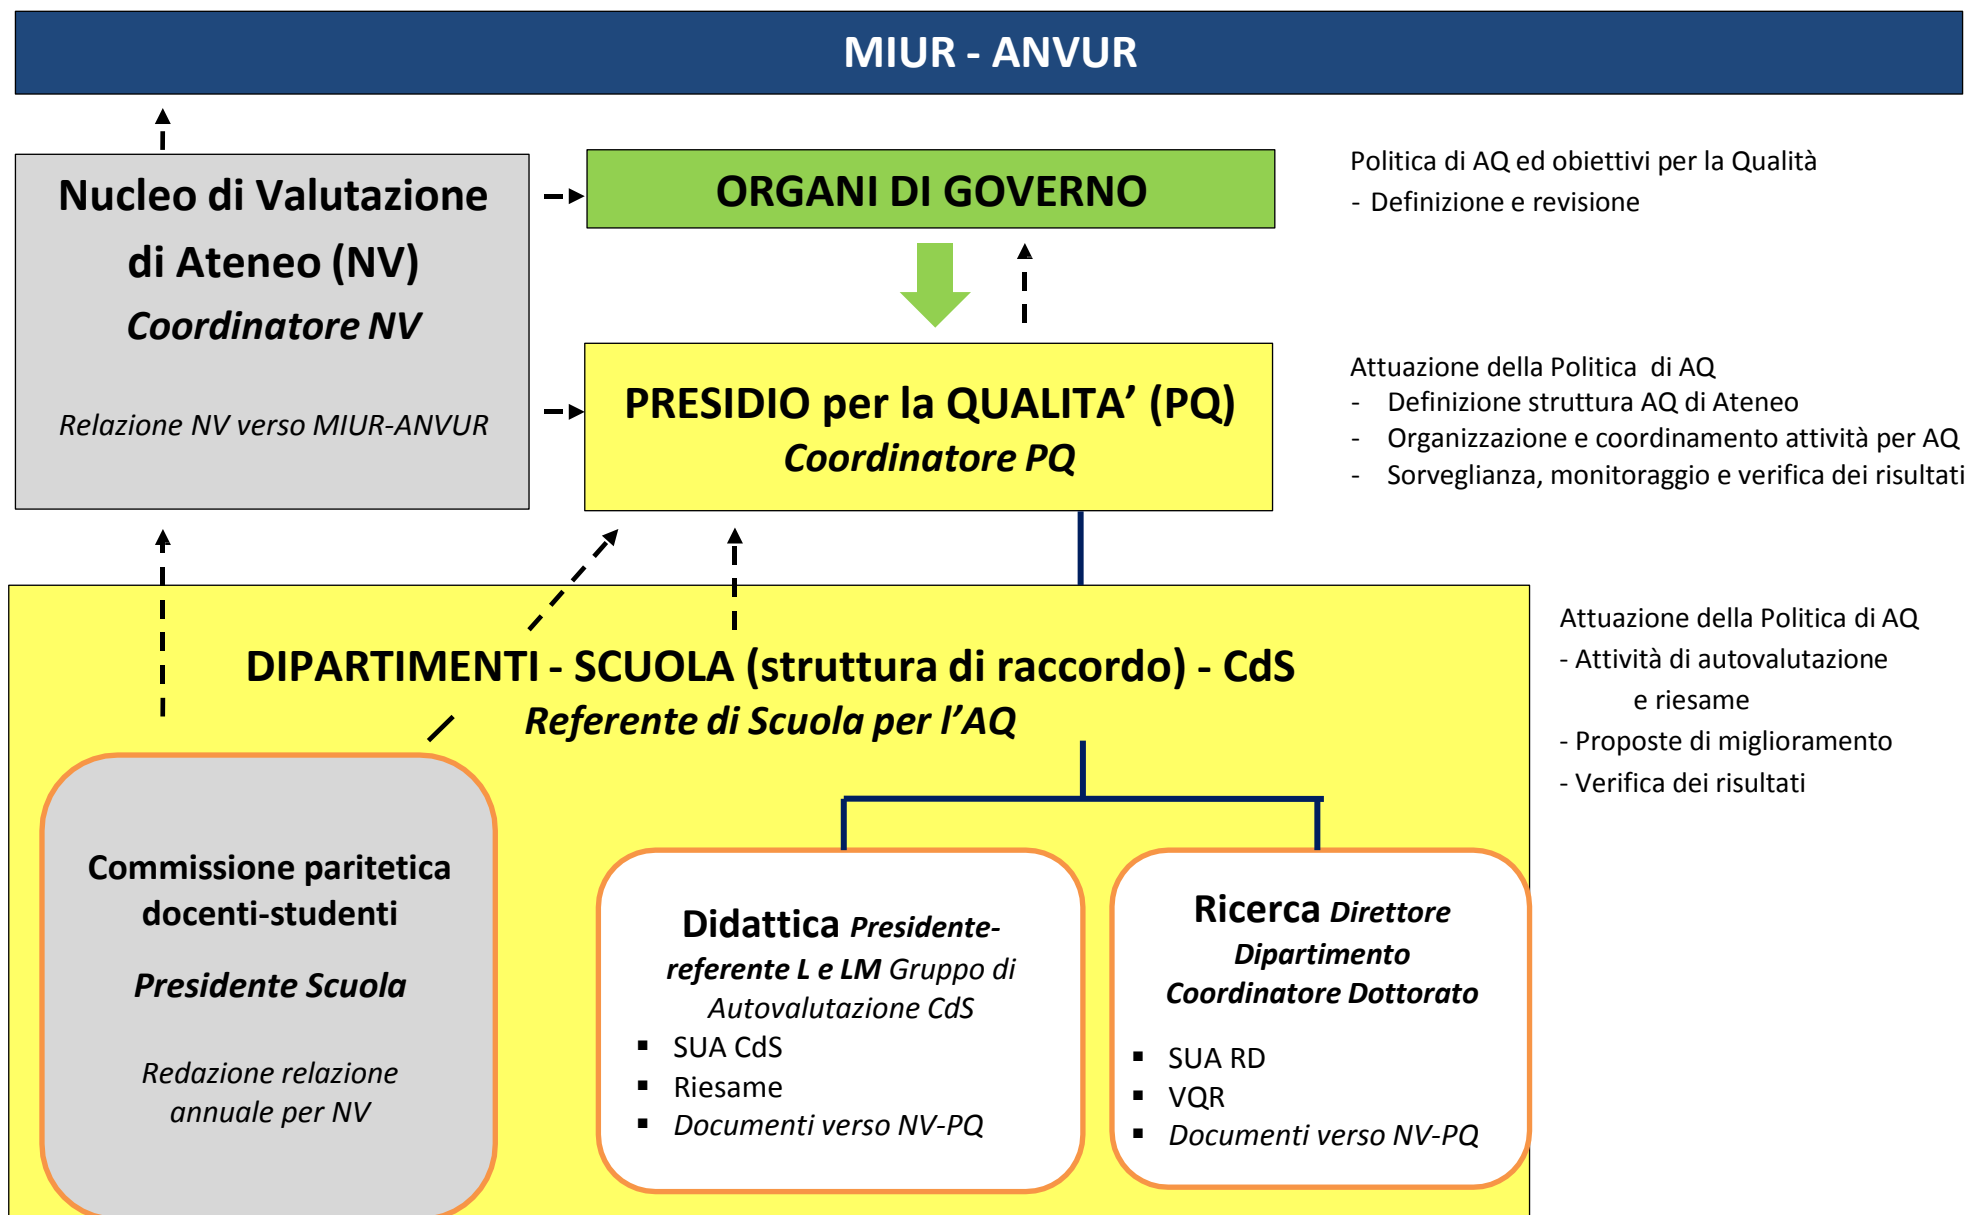 MIUR - ANVUR
Nucleo di Valutazione
di Ateneo (NV)
Coordinatore NV
Relazione NV verso MIUR-ANVUR
ORGANI DI GOVERNO
Politica di AQ ed obiettivi per la Qualità
- Definizione e revisione
PRESIDIO per la QUALITA’ (PQ)
Coordinatore PQ
Attuazione della Politica di AQ
- Definizione struttura AQ di Ateneo
- Organizzazione e coordinamento attività per AQ
- Sorveglianza, monitoraggio e verifica dei risultati
DIPARTIMENTI - SCUOLA (struttura di raccordo) - CdS
Referente di Scuola per l’AQ
Attuazione della Politica di AQ
- Attività di autovalutazione
e riesame
- Proposte di miglioramento
- Verifica dei risultati
Commissione paritetica
docenti-studenti
Presidente Scuola
Redazione relazione
annuale per NV
Didattica Presidente-
referente L e LM Gruppo di
Autovalutazione CdS
▪ SUA CdS
▪ Riesame
▪ Documenti verso NV-PQ
Ricerca Direttore
Dipartimento
Coordinatore Dottorato
▪ SUA RD
▪ VQR
▪ Documenti verso NV-PQ